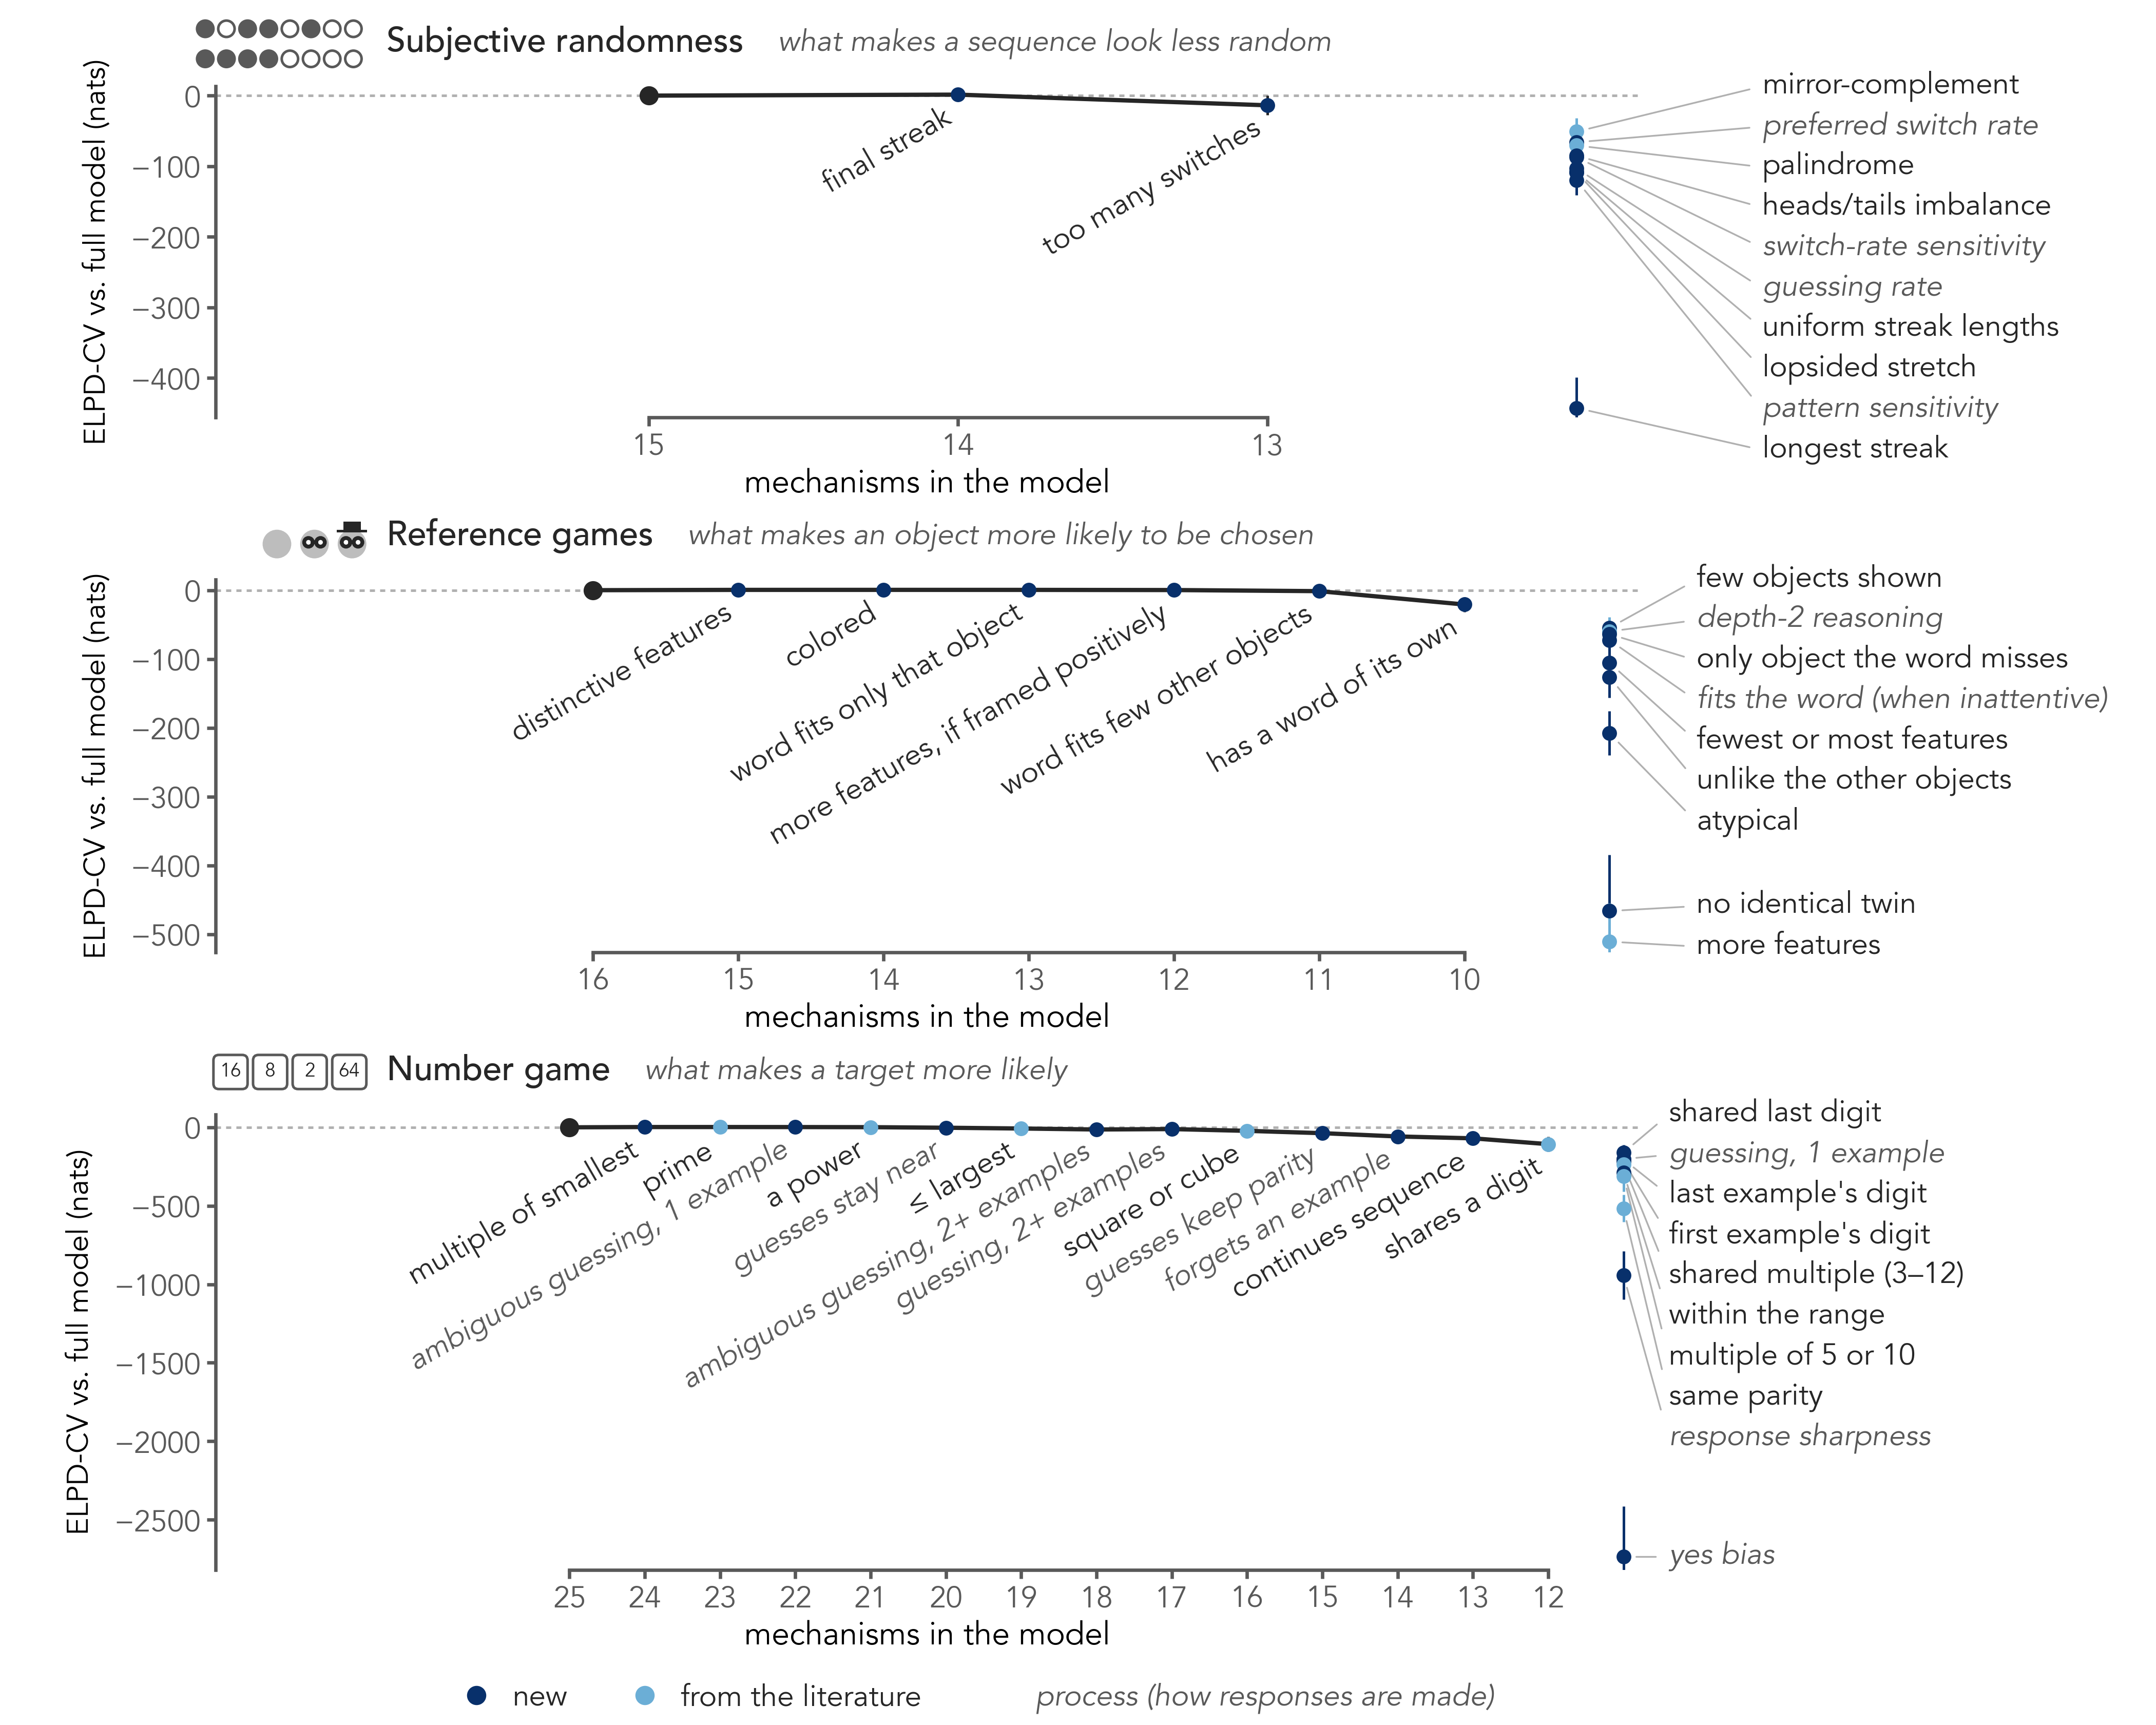 Subjective randomness what makes a sequence look less random
ELPD-CV vs. full model (nats)
0
−100
−200
−300
−400
final streak
too many switches
15 14 13
mechanisms in the model
mirror-complement
preferred switch rate
palindrome
heads/tails imbalance
switch-rate sensitivity
guessing rate
uniform streak lengths
lopsided stretch
pattern sensitivity
longest streak
Reference games what makes an object more likely to be chosen
ELPD-CV vs. full model (nats)
0
−100
−200
−300
−400
−500
distinctive features
colored
word fits only that object
more features, if framed positively
word fits few other objects
has a word of its own
16 15 14 13 12 11 10
mechanisms in the model
few objects shown
depth-2 reasoning
only object the word misses
fits the word (when inattentive)
fewest or most features
unlike the other objects
atypical
no identical twin
more features
16 8 2 64
Number game what makes a target more likely
ELPD-CV vs. full model (nats)
0
−500
−1000
−1500
−2000
−2500
multiple of smallest
prime
ambiguous guessing, 1 example
a power
guesses stay near
≤ largest
ambiguous guessing, 2+ examples
guessing, 2+ examples
square or cube
guesses keep parity
forgets an example
continues sequence
shares a digit
25 24 23 22 21 20 19 18 17 16 15 14 13 12
mechanisms in the model
shared last digit
guessing, 1 example
last example's digit
first example's digit
shared multiple (3–12)
within the range
multiple of 5 or 10
same parity
response sharpness
yes bias
new from the literature process (how responses are made)